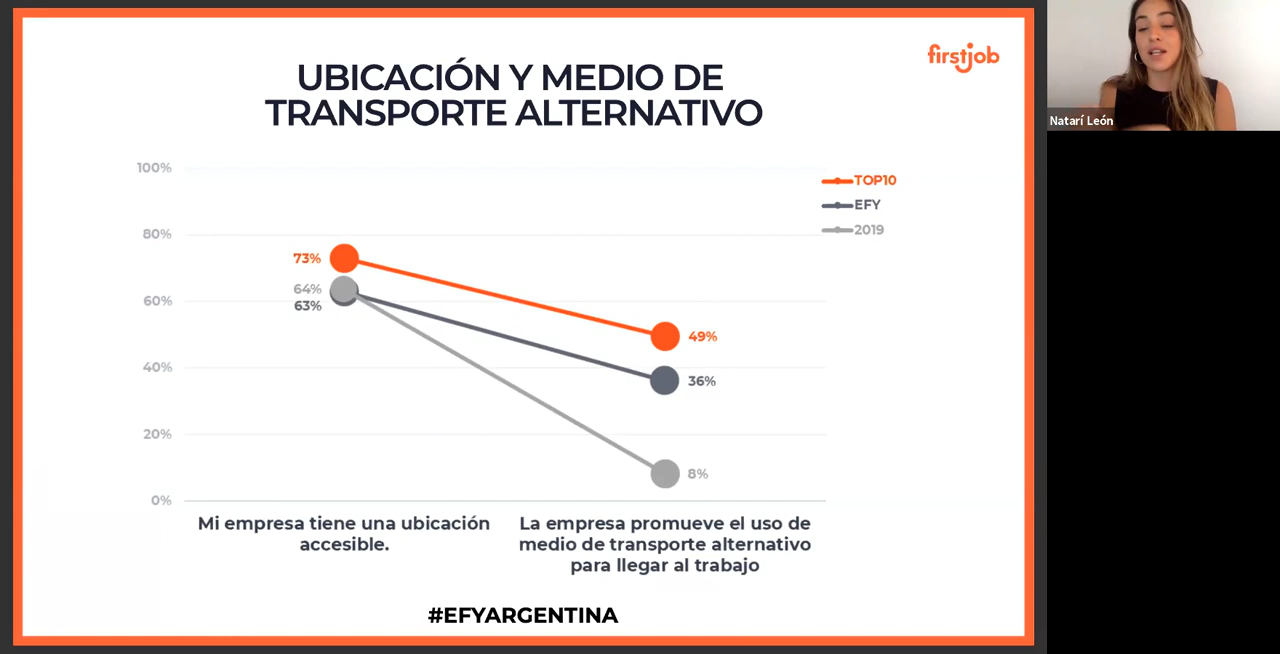 UBICACIÓN Y MEDIO DE
TRANSPORTE ALTERNATIVO
firstjob
Natarí León
100%
80%
60%
40%
20%
0%
TOP10
EFY
2019
73%
64%
63%
49%
36%
8%
Mi empresa tiene una ubicación
accesible.
La empresa promueve el uso de
medio de transporte alternativo
para llegar al trabajo
#EFYARGENTINA